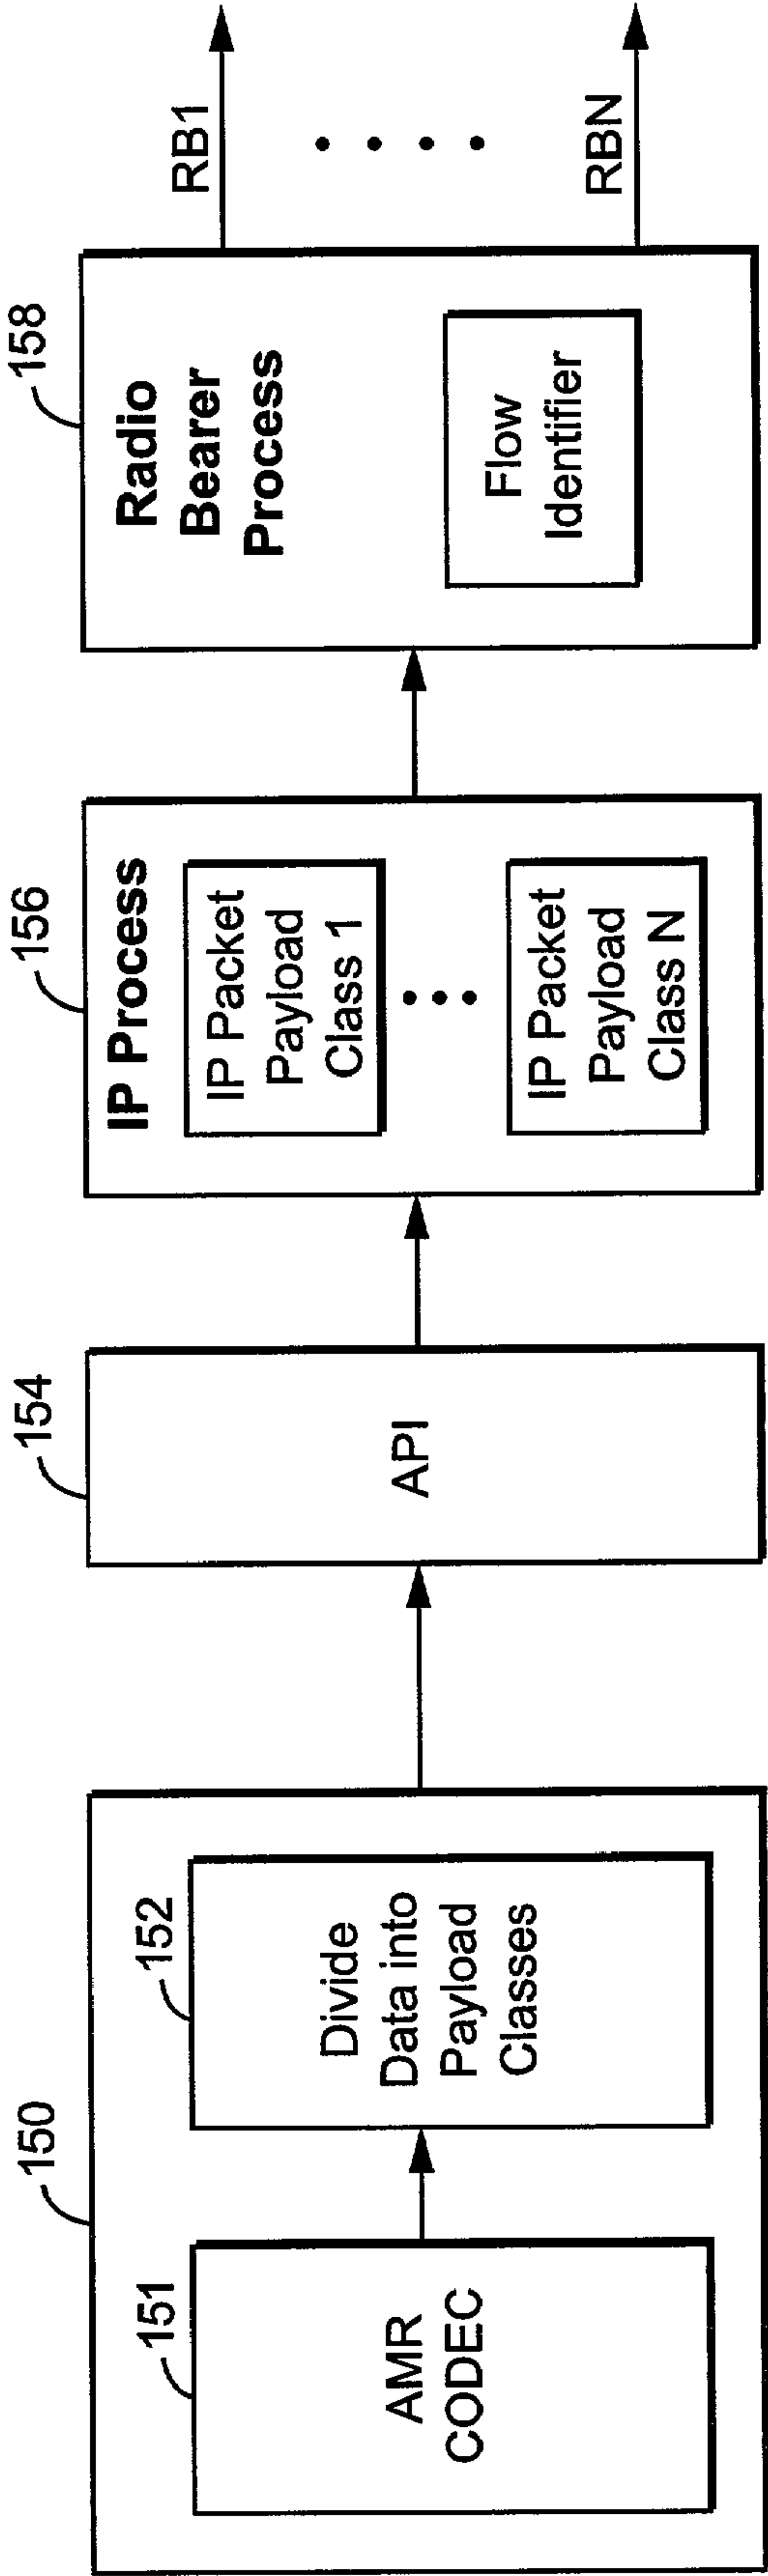 150
151
AMR
CODEC
152
Divide
Data into
Payload
Classes
154
API
156
IP Process
IP Packet
Payload
Class 1
IP Packet
Payload
Class N
158
Radio
Bearer
Process
Flow
Identifier
RB1
RBN